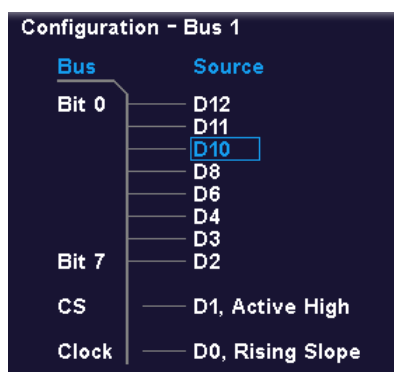 Configuration - Bus 1
Bus Source
Bit 0 D12
D11
D10
D8
D6
D4
D3
Bit 7 D2
CS D1, Active High
Clock D0, Rising Slope